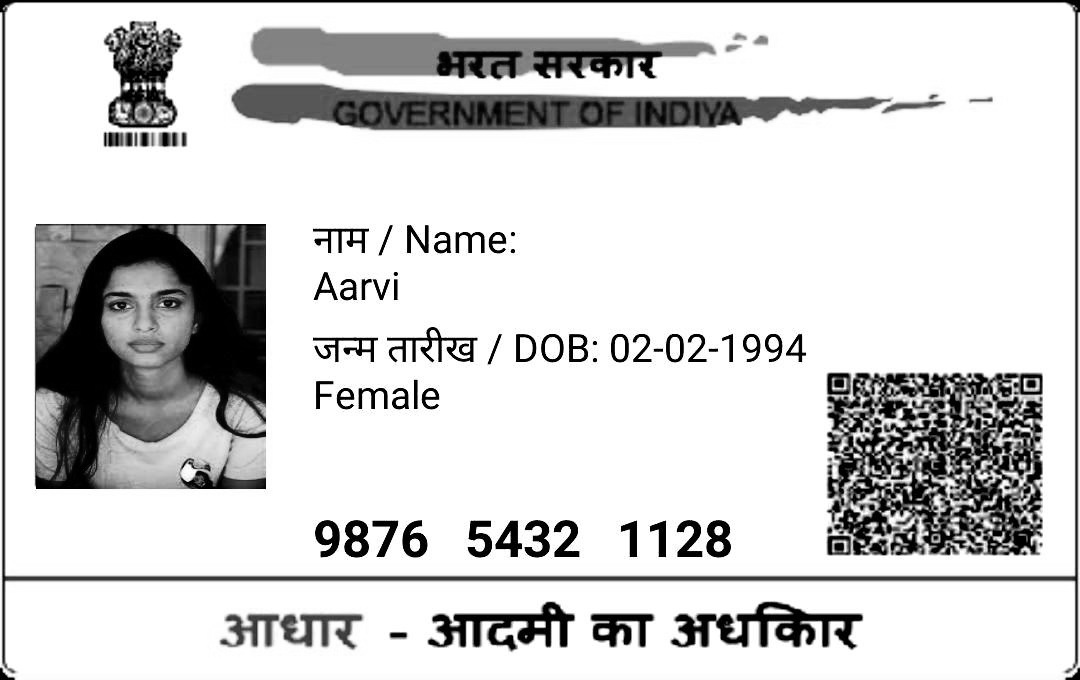 भरत सरकार
GOVERNMENT OF INDIYA
नाम / Name:
Aarvi
जन्म तारीख / DOB: 02-02-1994
Female
9876 5432 1128
आधार - आदमी का अधकिार